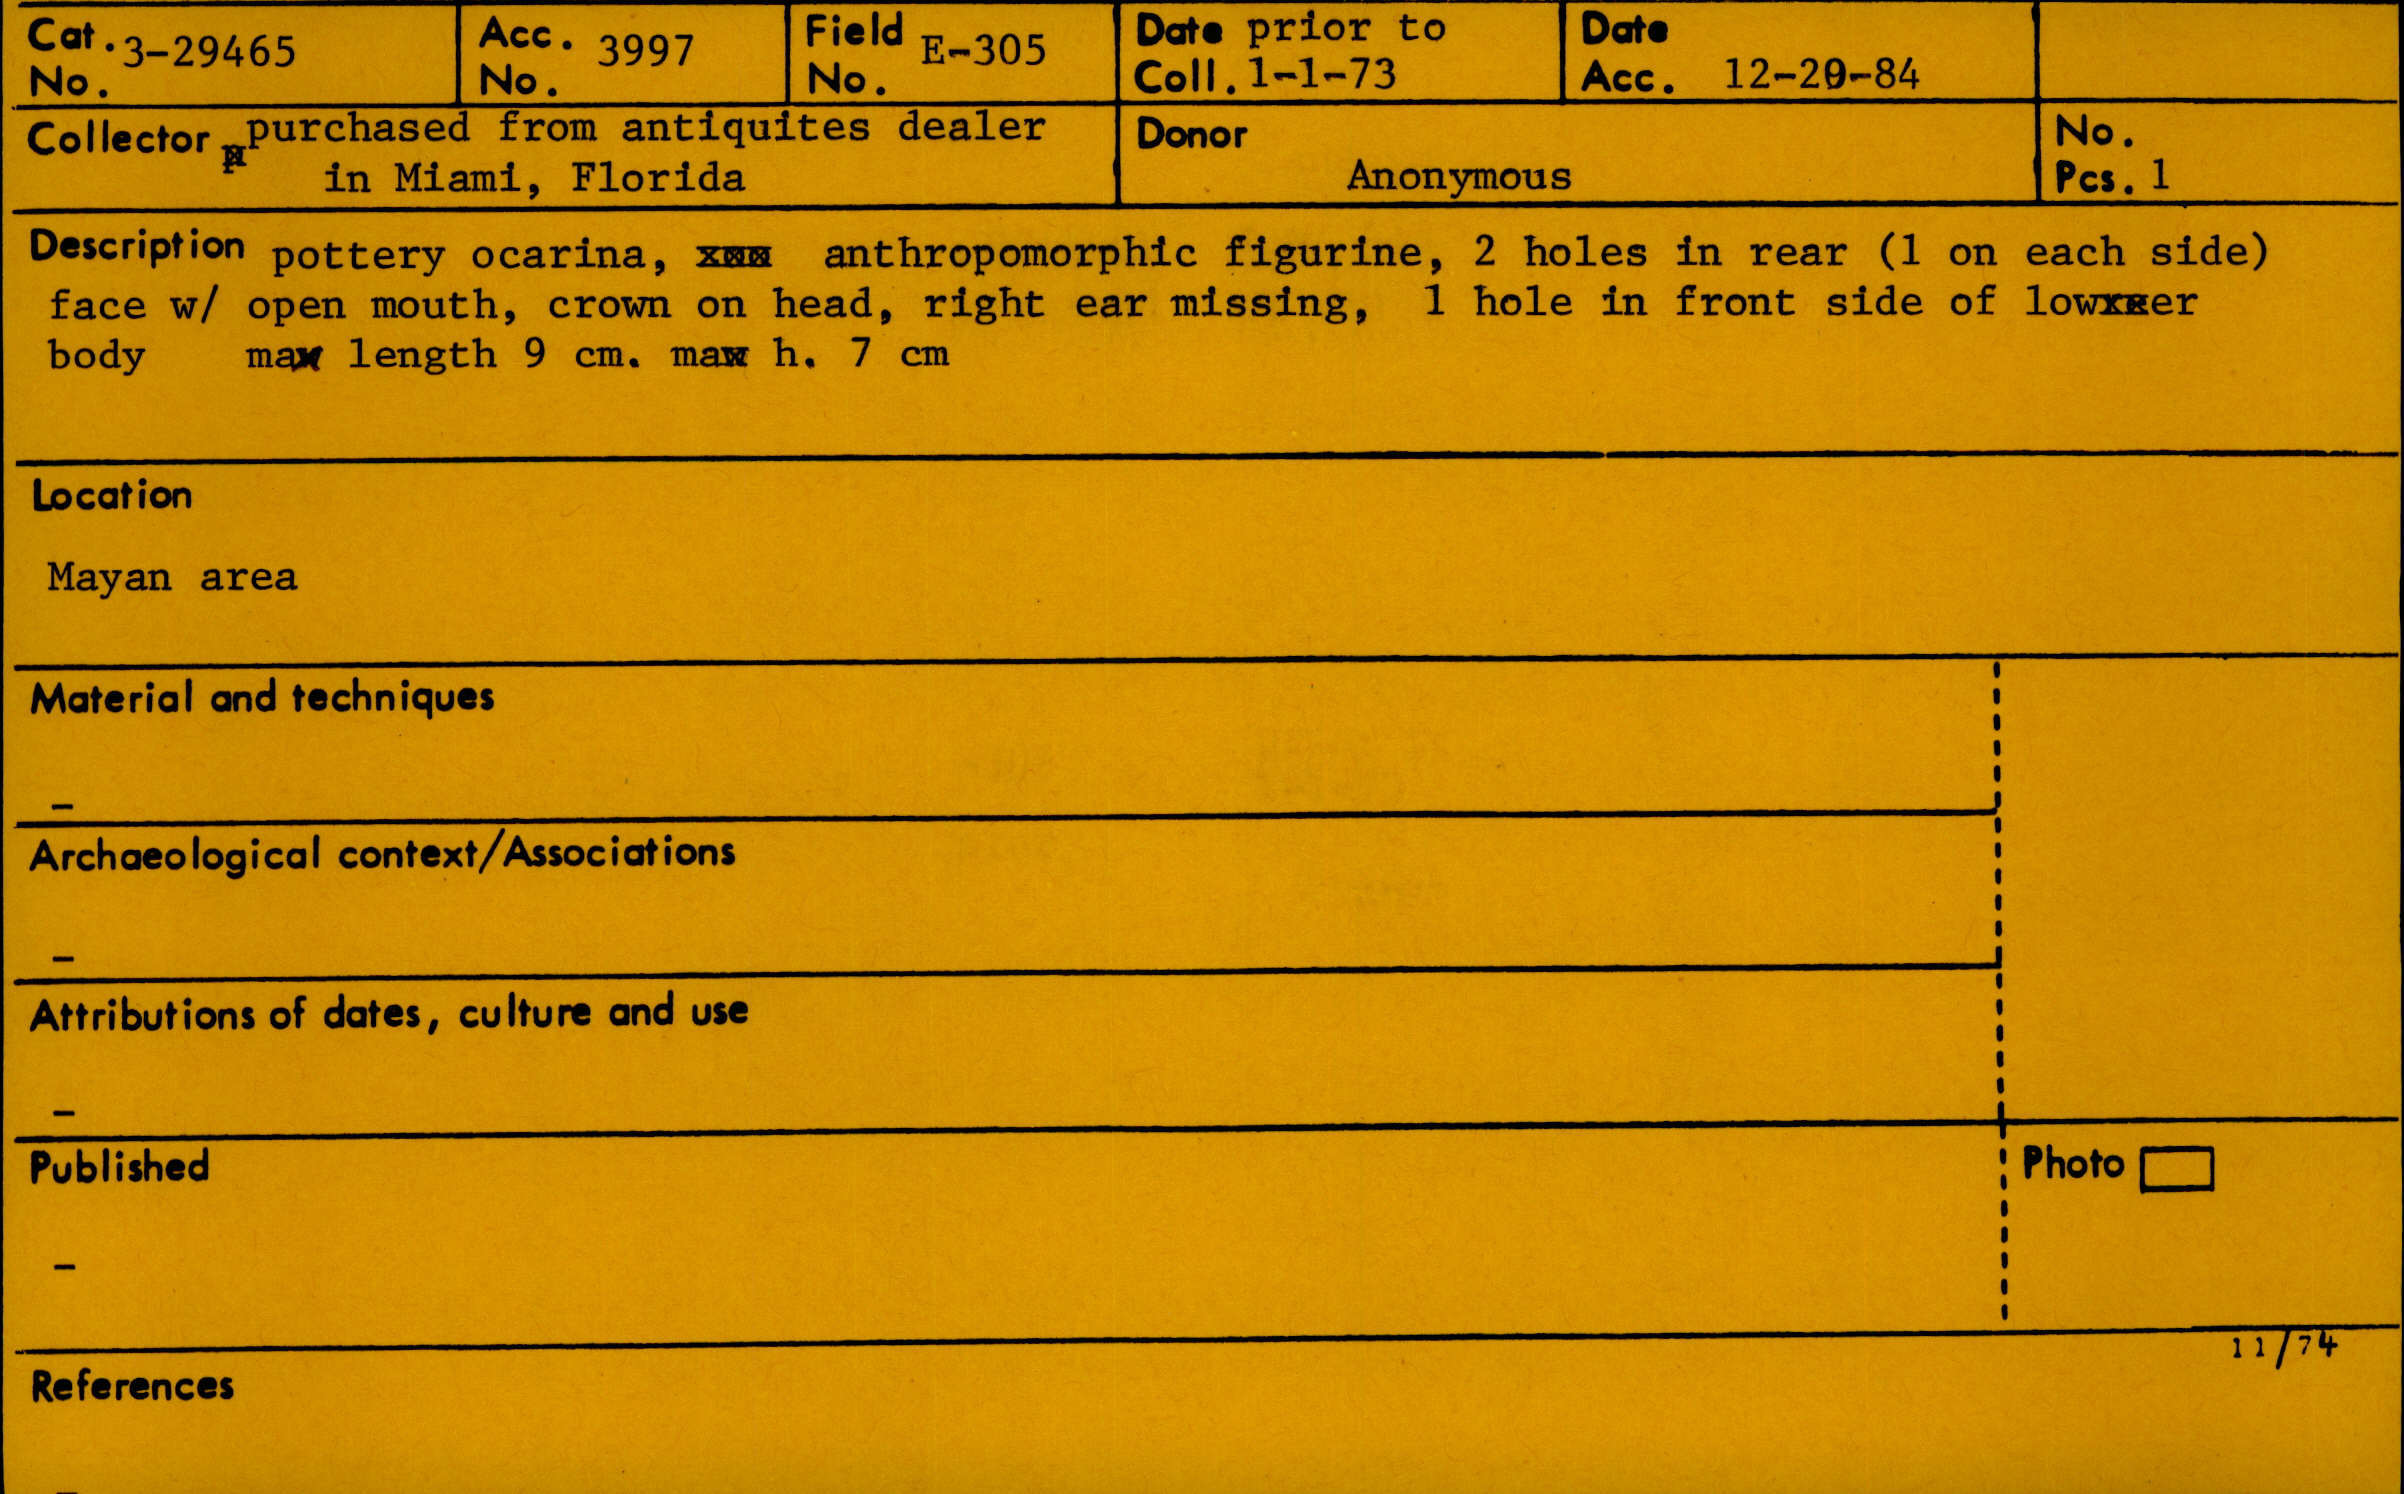 Cat. No. 3-29465
Acc. No. 3997
Field No. E-305
Date Coll. prior to 1-1-73
Date Acc. 12-20-84
Collector purchased from antiquites dealer
in Miami, Florida
Donor
Anonymous
No. Pcs. 1
Description pottery ocarina, anthropomorphic figurine, 2 holes in rear (1 on each side)
face w/ open mouth, crown on head, right ear missing, 1 hole in front side of lowxxer
body max length 9 cm. max h. 7 cm
Location
Mayan area
Material and techniques
–
Archaeological context/Associations
–
Attributions of dates, culture and use
–
Published
–
Photo
11/74
References